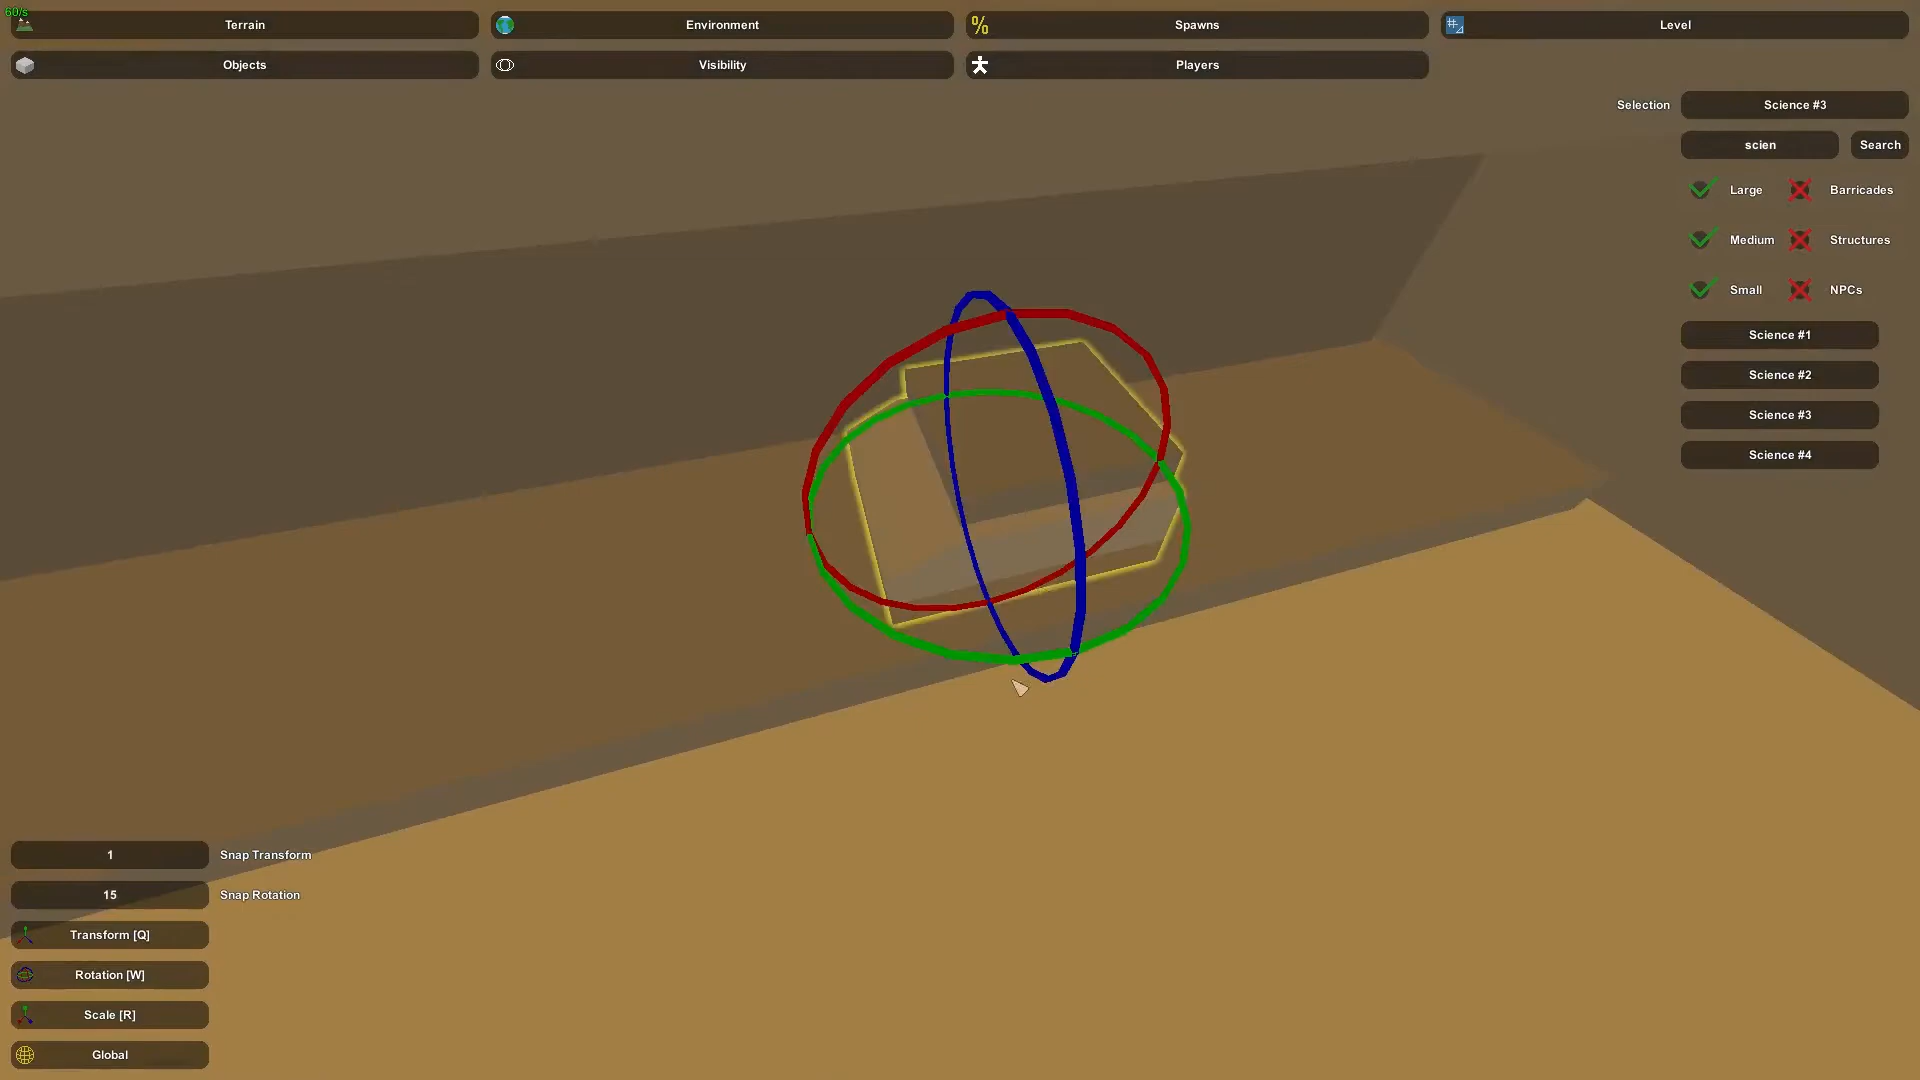 60/s
Terrain
Environment
Spawns
Level
Objects
Visibility
Players
Selection
Science #3
scien
Search
Large
Barricades
Medium
Structures
Small
NPCs
Science #1
Science #2
Science #3
Science #4
1
Snap Transform
15
Snap Rotation
Transform [Q]
Rotation [W]
Scale [R]
Global